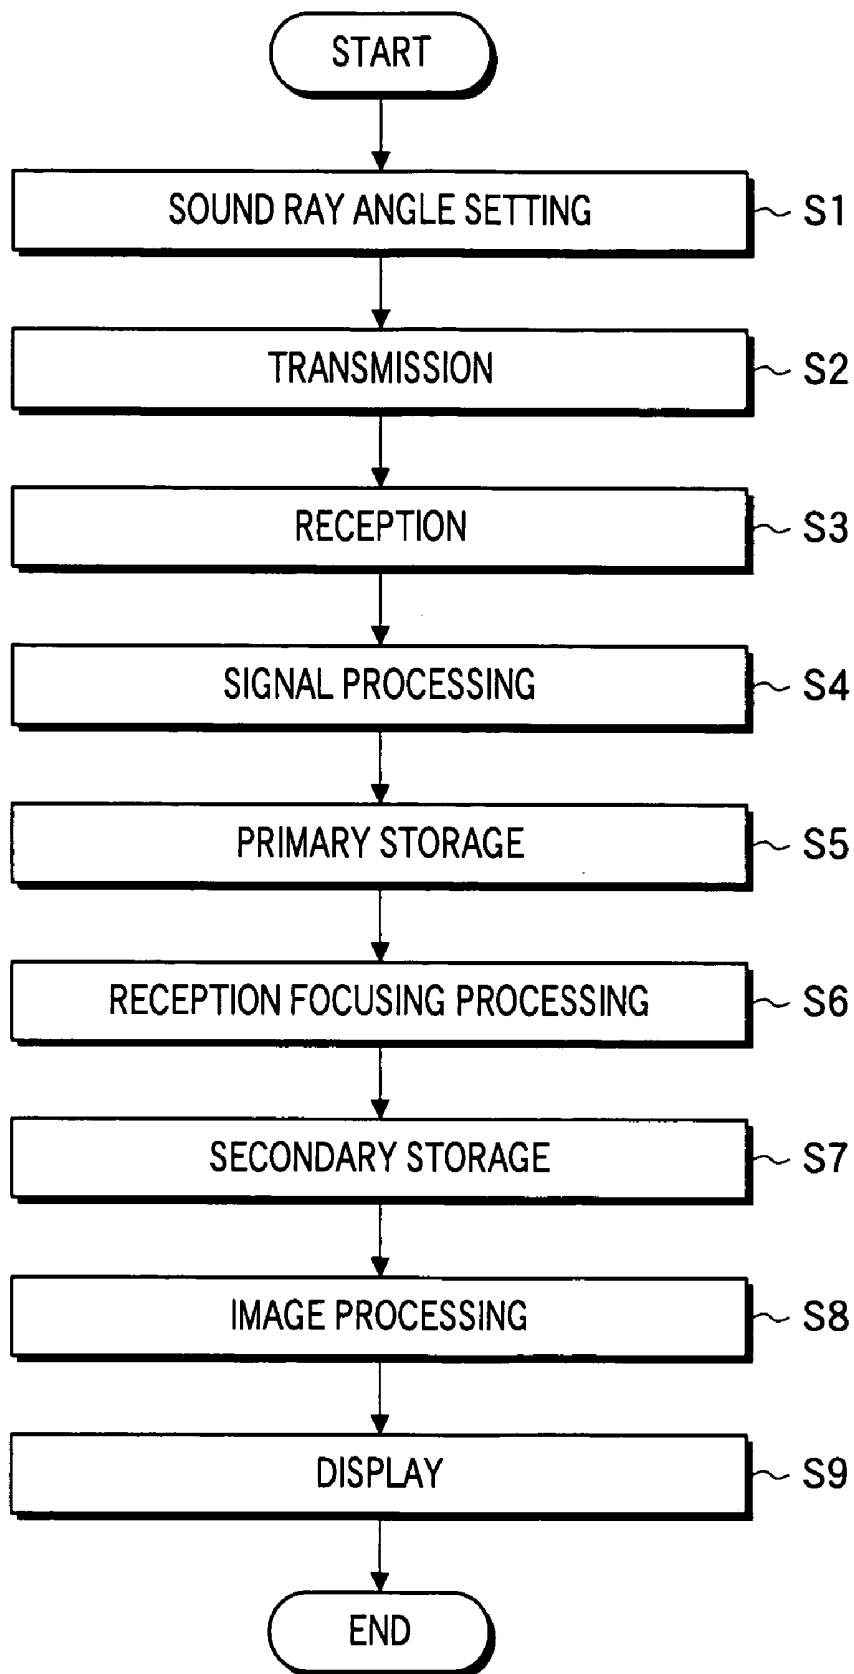 START
SOUND RAY ANGLE SETTING
S1
TRANSMISSION
S2
RECEPTION
S3
SIGNAL PROCESSING
S4
PRIMARY STORAGE
S5
RECEPTION FOCUSING PROCESSING
S6
SECONDARY STORAGE
S7
IMAGE PROCESSING
S8
DISPLAY
S9
END